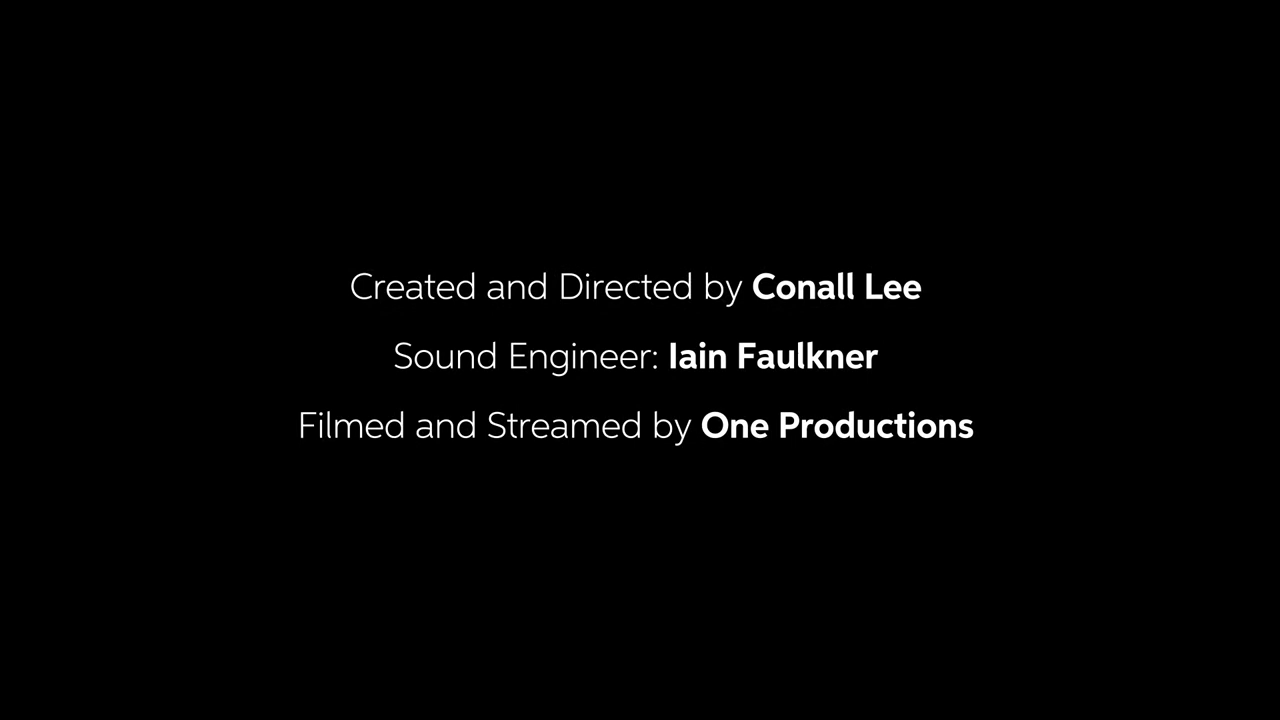 Created and Directed by Conall Lee
Sound Engineer: Iain Faulkner
Filmed and Streamed by One Productions